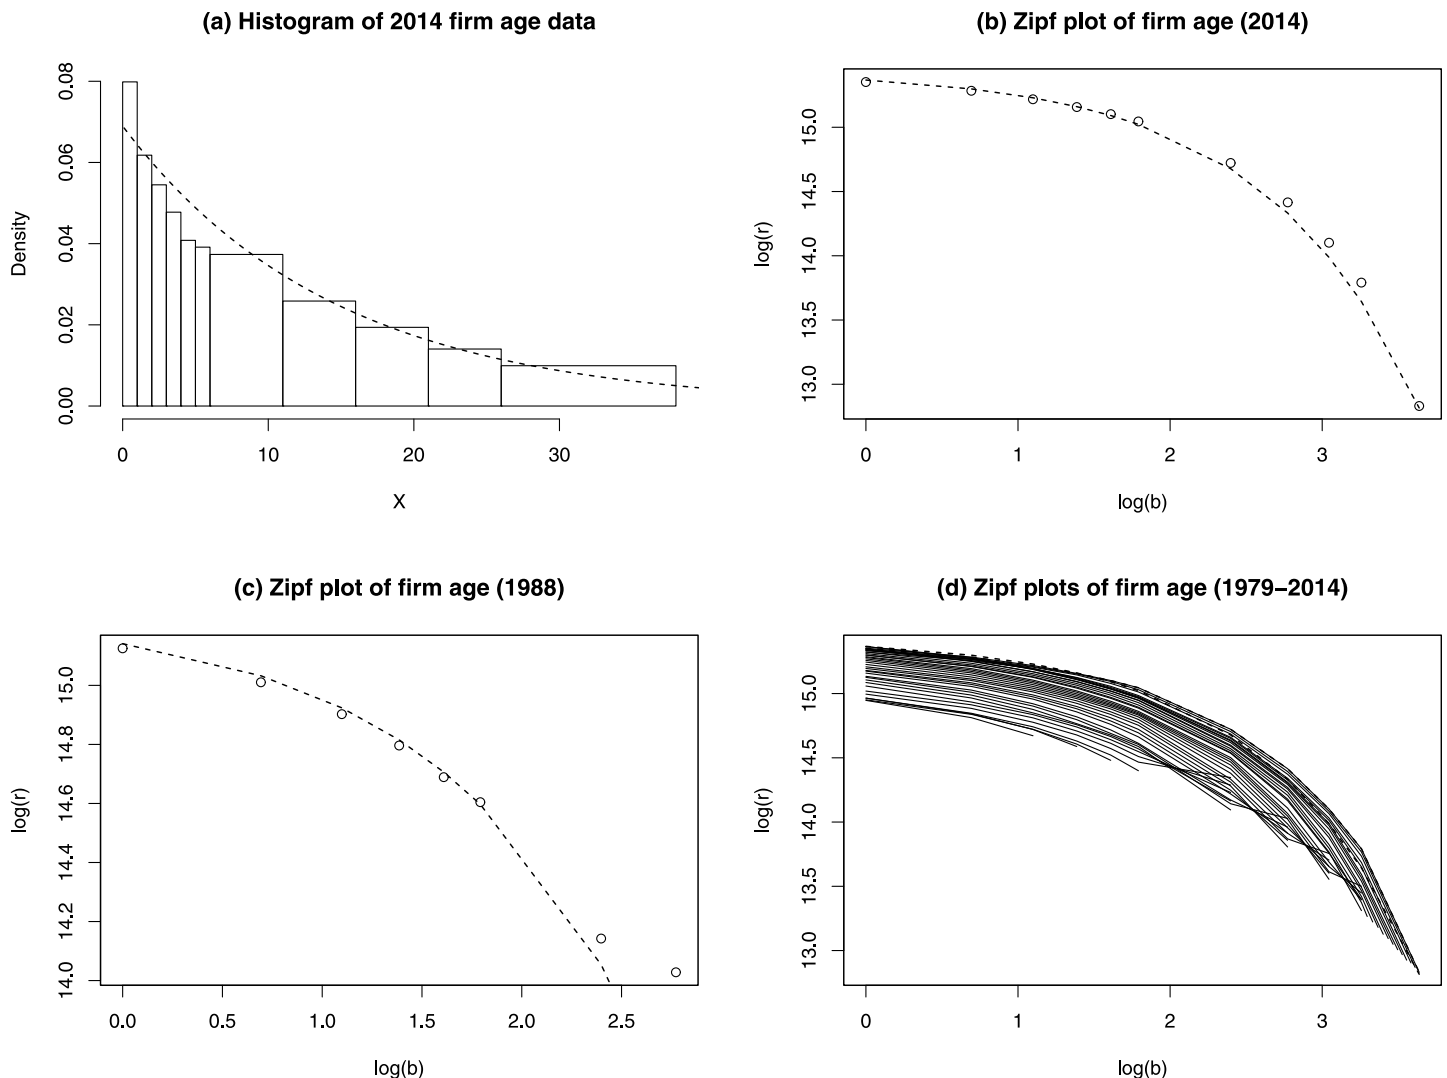 (a) Histogram of 2014 firm age data
Density
0.00 0.02 0.04 0.06 0.08
0 10 20 30
X
(b) Zipf plot of firm age (2014)
log(r)
13.0 13.5 14.0 14.5 15.0
0 1 2 3
log(b)
(c) Zipf plot of firm age (1988)
log(r)
14.0 14.2 14.4 14.6 14.8 15.0
0.0 0.5 1.0 1.5 2.0 2.5
log(b)
(d) Zipf plots of firm age (1979−2014)
log(r)
13.0 13.5 14.0 14.5 15.0
0 1 2 3
log(b)